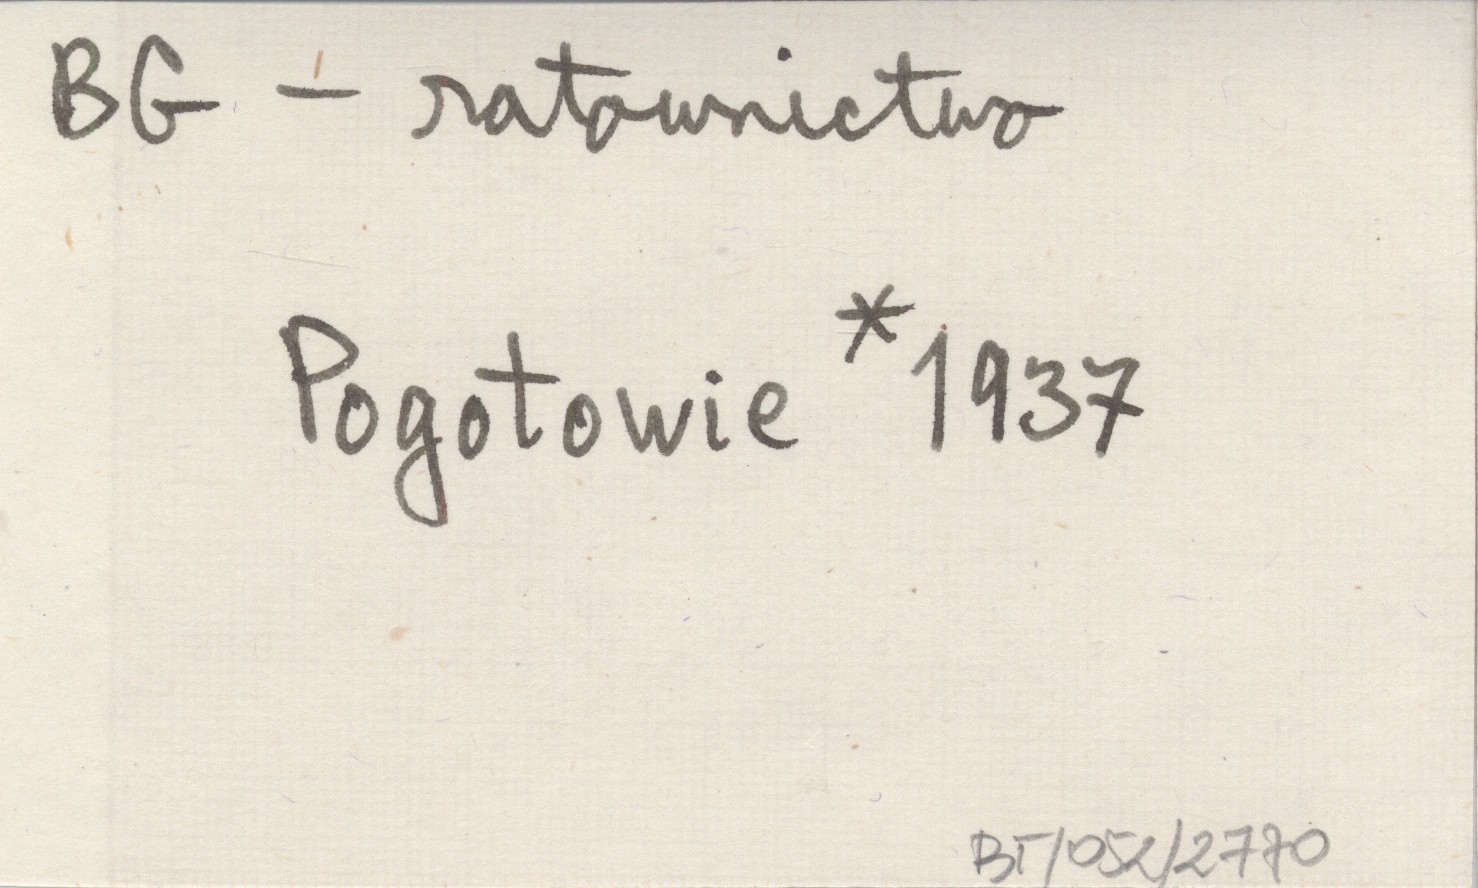 BG – ratownictwo
Pogotowie *1937
BT/052/2770